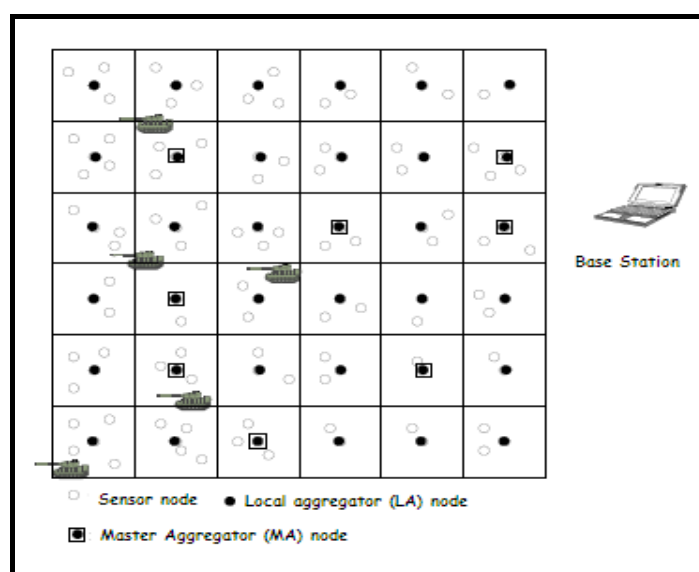 Base Station
Sensor node
Local aggregator (LA) node
Master Aggregator (MA) node